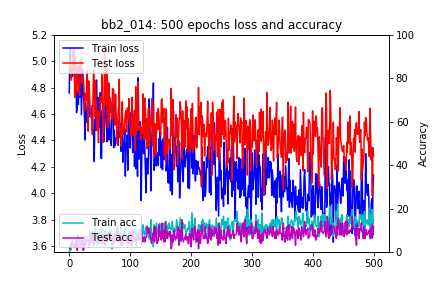 bb2_014: 500 epochs loss and accuracy
Train loss
Test loss
Train acc
Test acc
Loss
5.2
5.0
4.8
4.6
4.4
4.2
4.0
3.8
3.6
Accuracy
100
80
60
40
20
0
0 100 200 300 400 500